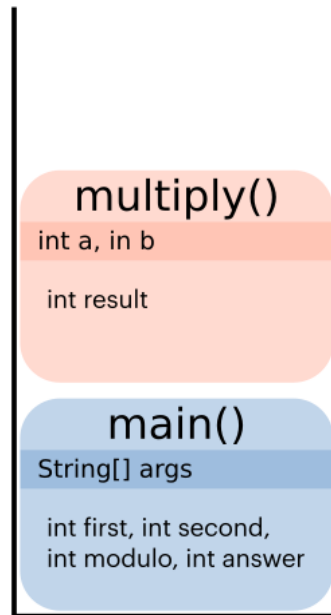 multiply()
int a, in b
int result
main()
String[] args
int first, int second,
int modulo, int answer